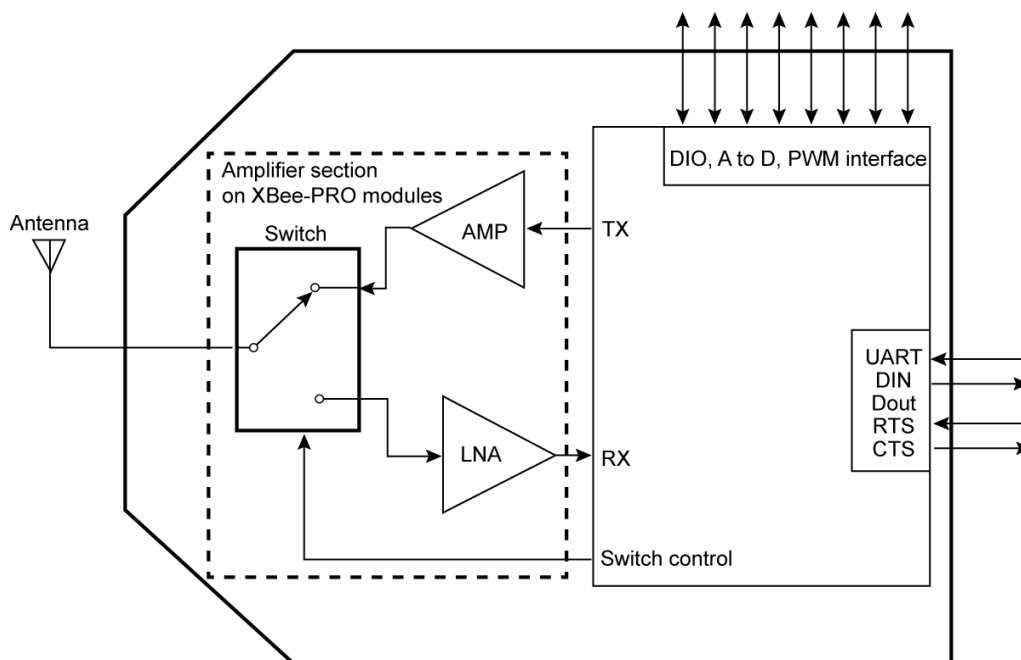 DIO, A to D, PWM interface
Amplifier section
on XBee-PRO modules
Antenna
Switch
AMP
TX
UART
DIN
Dout
RTS
CTS
LNA
RX
Switch control